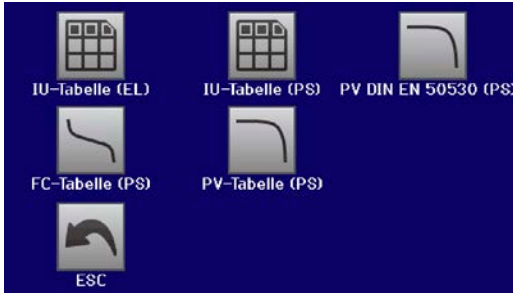 IU-Tabelle (EL) IU-Tabelle (PS) PV DIN EN 50530 (PS)
FC-Tabelle (PS) PV-Tabelle (PS)
ESC